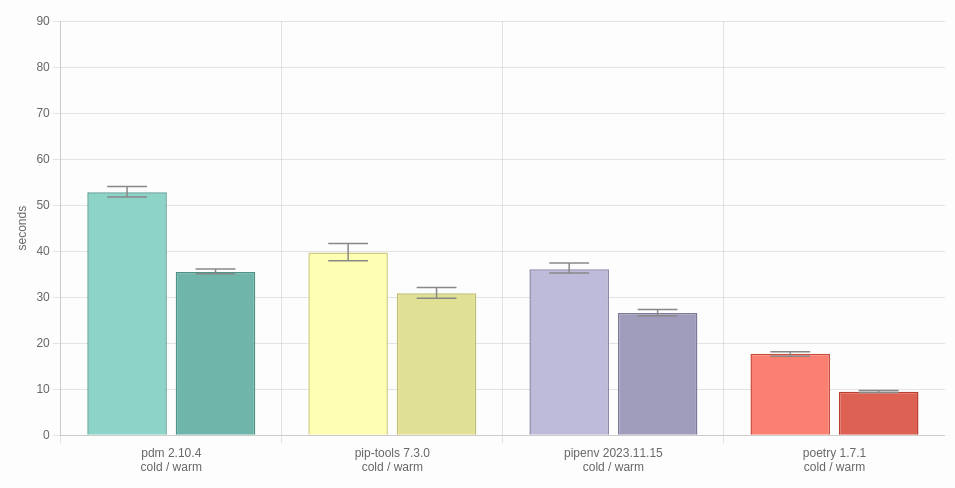 90
80
70
60
50
40
30
20
10
0
seconds
pdm 2.10.4
cold / warm
pip-tools 7.3.0
cold / warm
pipenv 2023.11.15
cold / warm
poetry 1.7.1
cold / warm